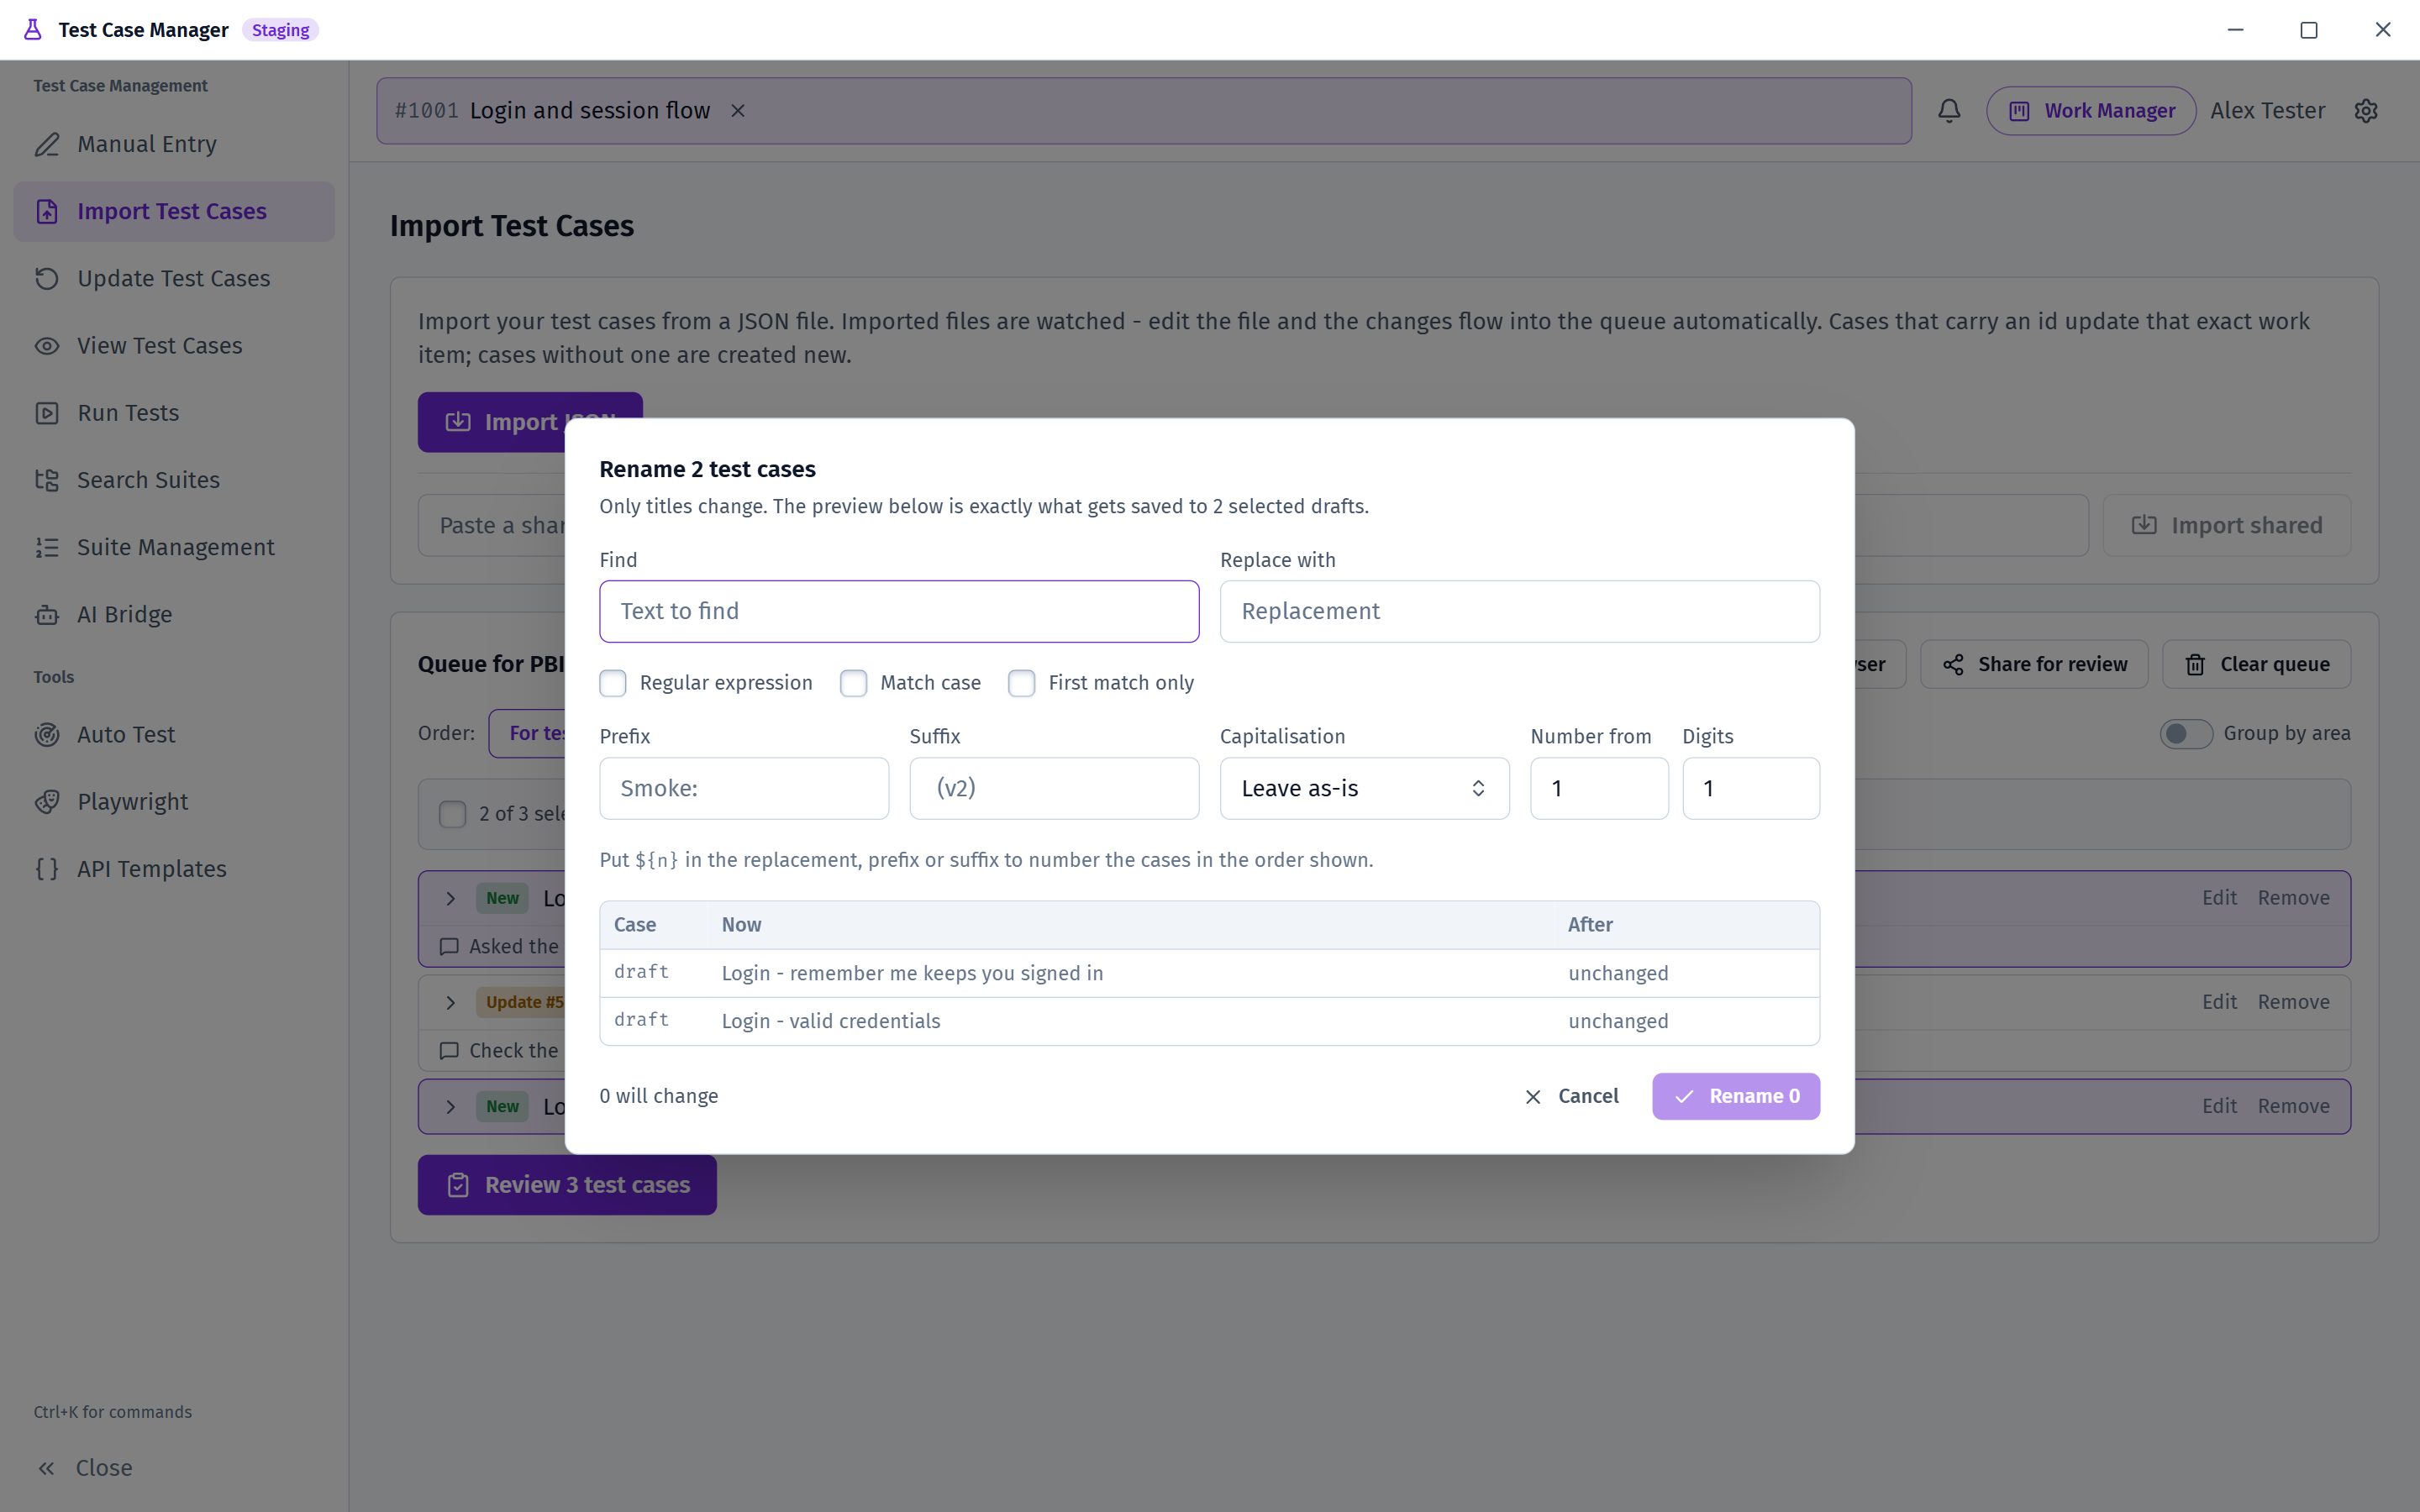 Test Case Manager Staging
Test Case Management
Manual Entry
Import Test Cases
Update Test Cases
View Test Cases
Run Tests
Search Suites
Suite Management
AI Bridge
Tools
Auto Test
Playwright
API Templates
Ctrl+K for commands
Close
#1001 Login and session flow
Work Manager
Alex Tester
Import Test Cases
Import your test cases from a JSON file. Imported files are watched - edit the file and the changes flow into the queue automatically. Cases that carry an id update that exact work
item; cases without one are created new.
Import
Paste a
Import shared
Queue for PBI
Share for review
Clear queue
Order:
Group by area
2 of 3
New
Edit Remove
Asked the
Update
Edit Remove
Check the
New
Edit Remove
Review 3 test cases
Rename 2 test cases
Only titles change. The preview below is exactly what gets saved to 2 selected drafts.
Find
Replace with
Text to find
Replacement
Regular expression
Match case
First match only
Prefix
Suffix
Capitalisation
Number from
Digits
Smoke:
(v2)
Leave as-is
1
1
Put ${n} in the replacement, prefix or suffix to number the cases in the order shown.
Case Now After
draft Login - remember me keeps you signed in unchanged
draft Login - valid credentials unchanged
0 will change
Cancel
Rename 0